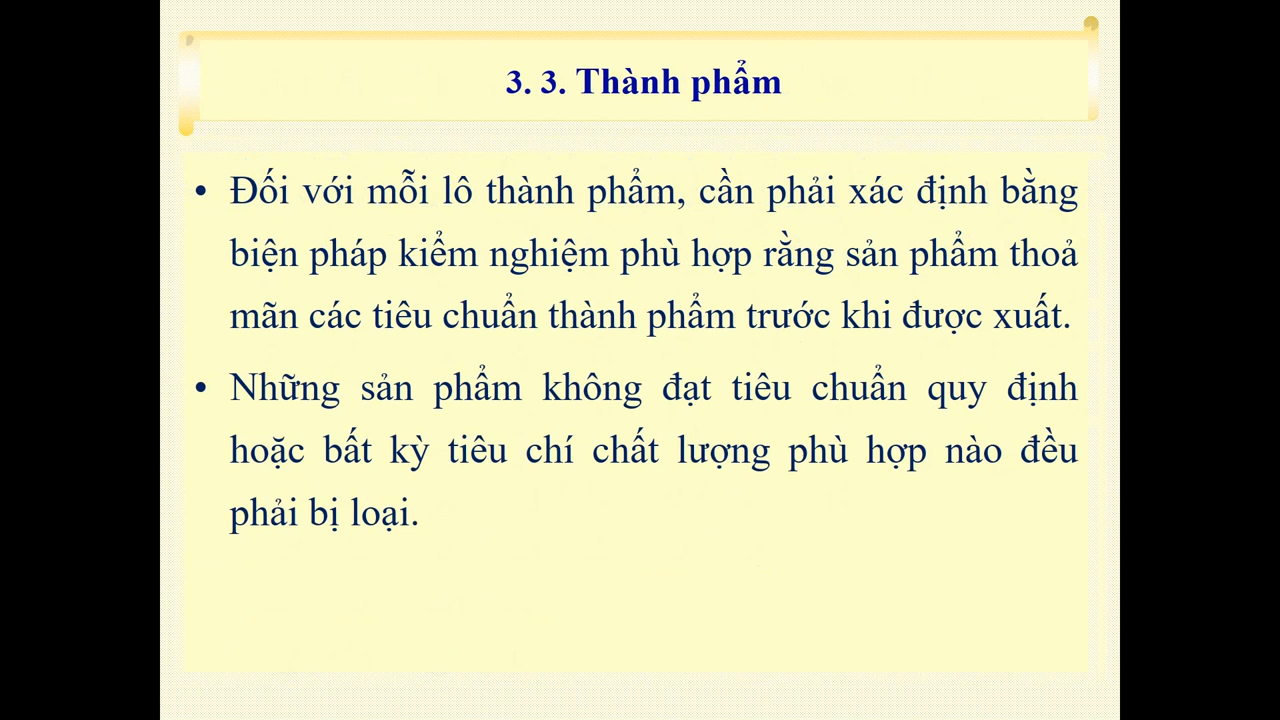 3. 3. Thành phẩm
• Đối với mỗi lô thành phẩm, cần phải xác định bằng
biện pháp kiểm nghiệm phù hợp rằng sản phẩm thoả
mãn các tiêu chuẩn thành phẩm trước khi được xuất.
• Những sản phẩm không đạt tiêu chuẩn quy định
hoặc bất kỳ tiêu chí chất lượng phù hợp nào đều
phải bị loại.